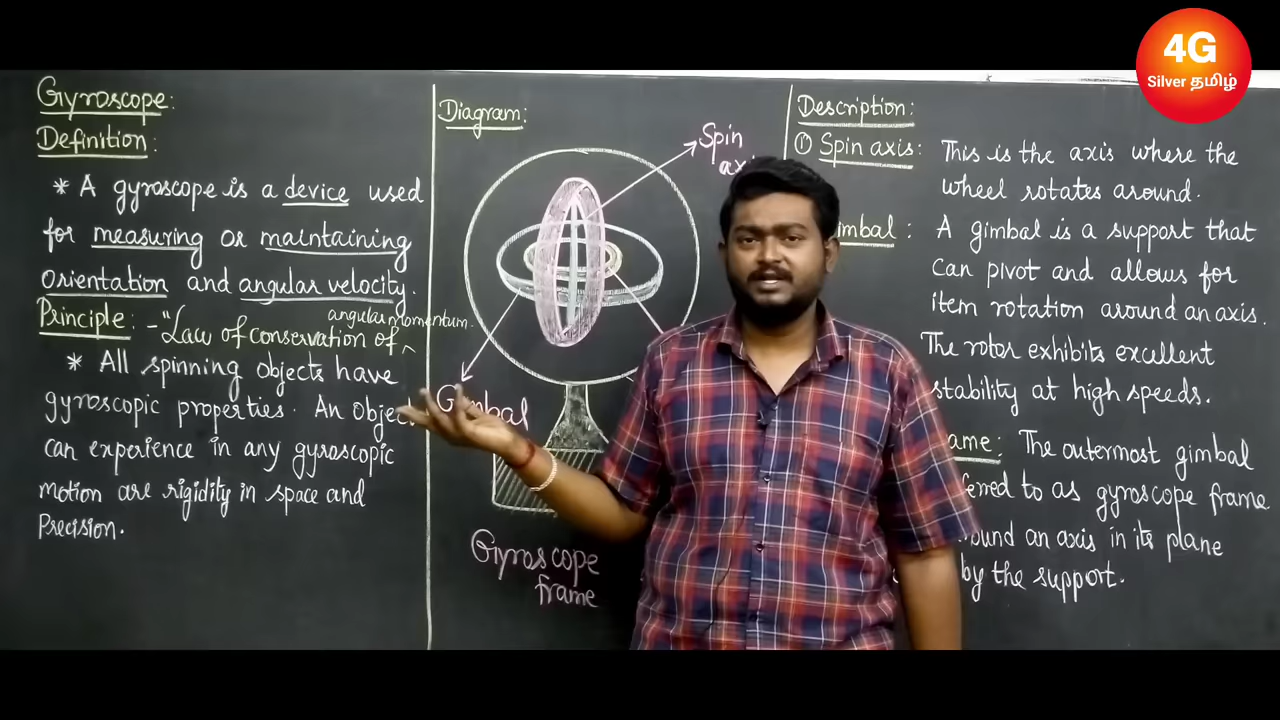 4G
Silver தமிழ்
Gyroscope:
Definition:
* A gyroscope is a device used
for measuring or maintaining
Orientation and angular velocity.
Principle: - "Law of conservation of ^
angular momentum.
* All spinning objects have
gyroscopic properties. An Object
can experience in any gyroscopic
motion are rigidity in space and
Precision.
Diagram:
Spin
Gimbal
Gyroscope
frame
Description:
① Spin axis: This is the axis where the
wheel rotates around.
A gimbal is a support that
Can pivot and allows for
item rotation around an axis.
The rotor exhibits excellent
stability at high speeds.
The outermost gimbal
to as gyroscope frame
an axis in its plane
by the support.